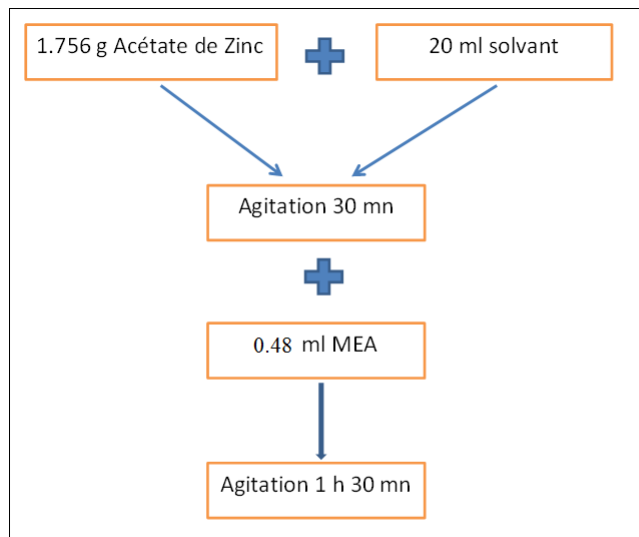 1.756 g Acétate de Zinc
20 ml solvant
Agitation 30 mn
0.48 ml MEA
Agitation 1 h 30 mn